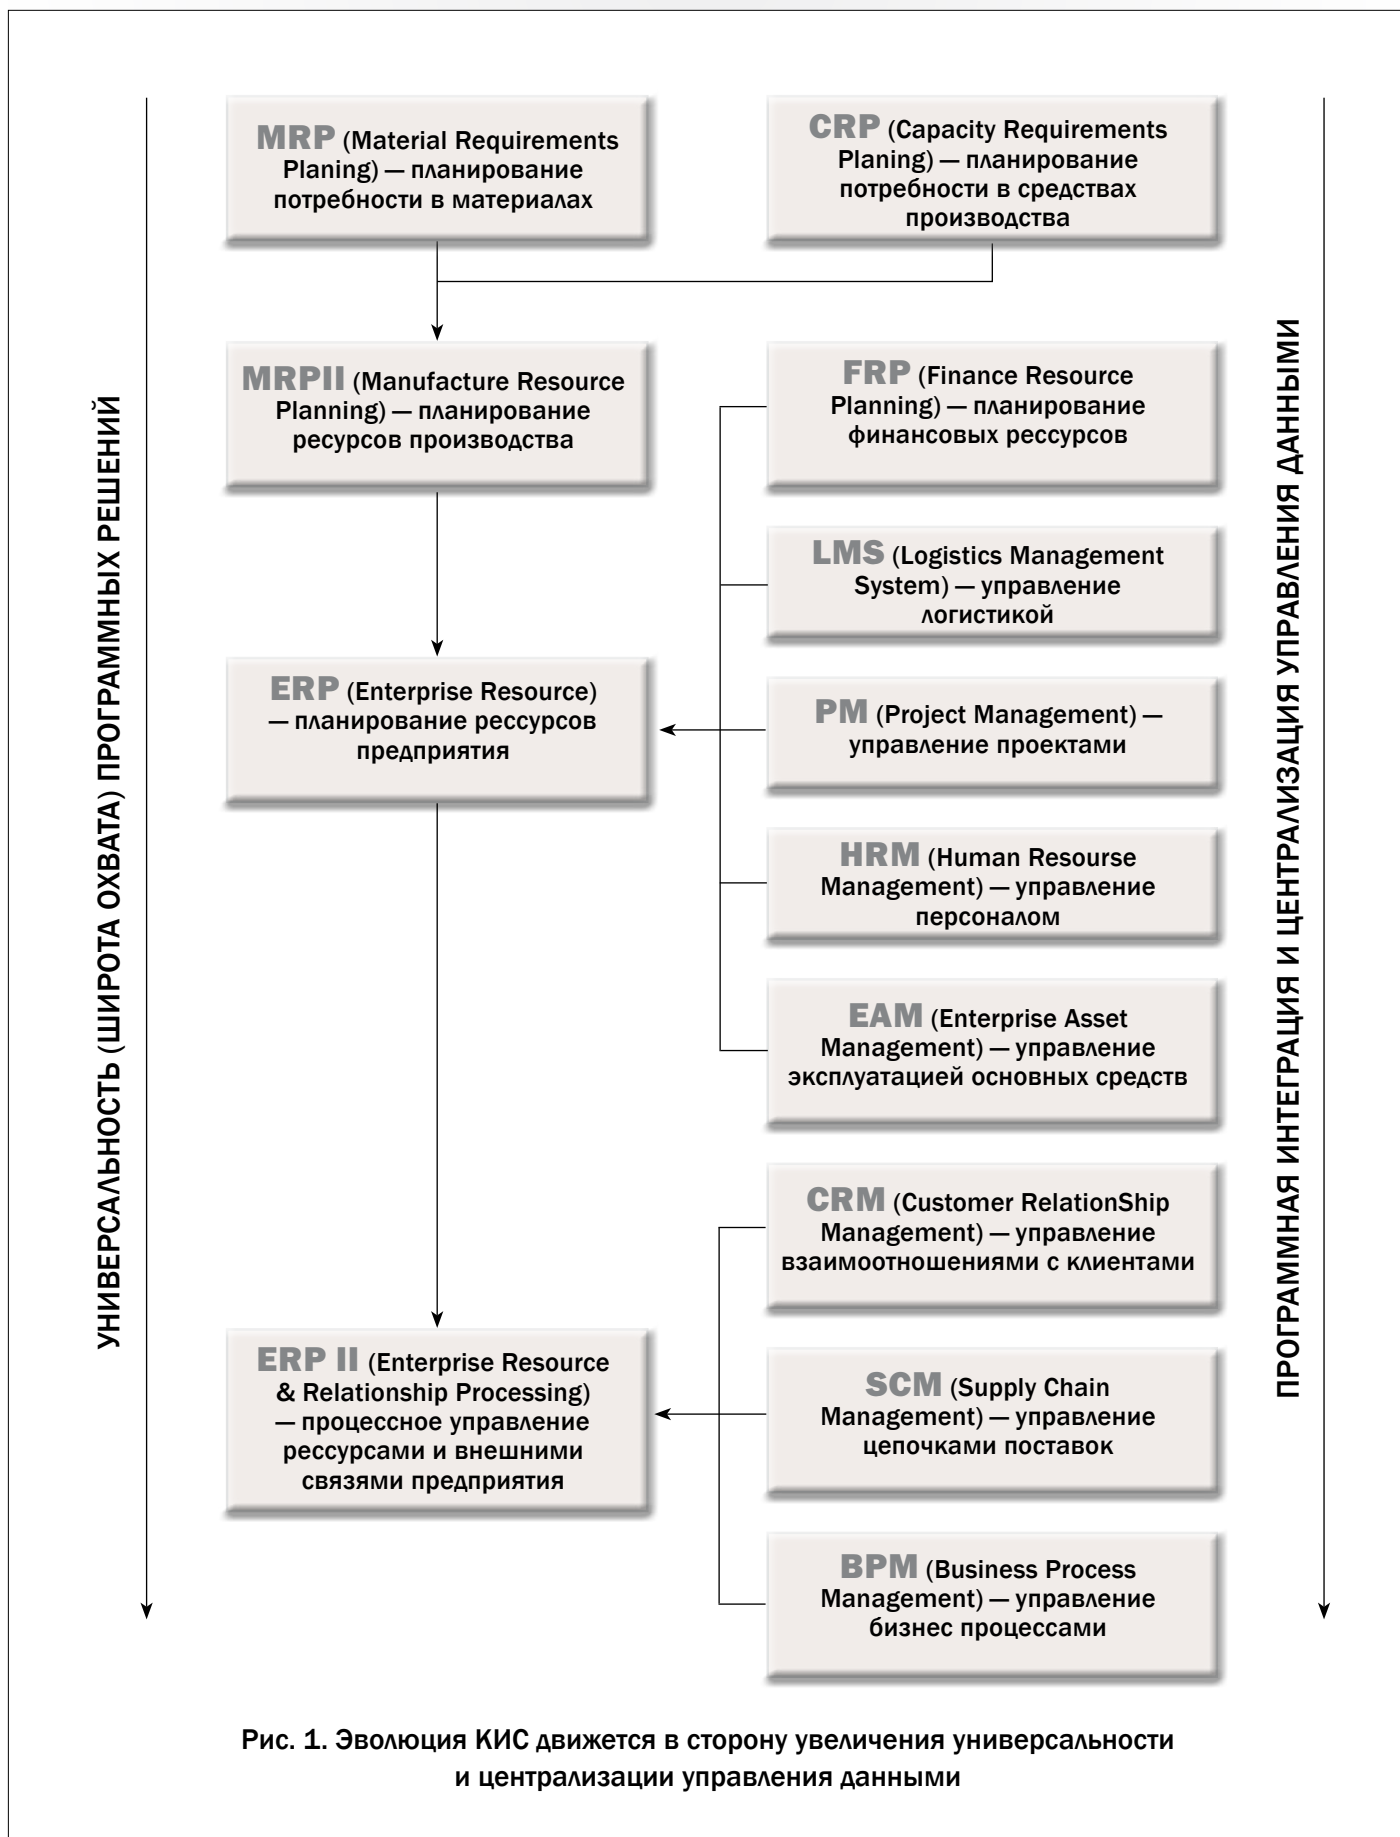 MRP (Material Requirements
Planing) — планирование
потребности в материалах
CRP (Capacity Requirements
Planing) — планирование
потребности в средствах
производства
MRPII (Manufacture Resource
Planning) — планирование
ресурсов производства
FRP (Finance Resource
Planning) — планирование
финансовых рессурсов
LMS (Logistics Management
System) — управление
логистикой
ERP (Enterprise Resource)
— планирование рессурсов
предприятия
PM (Project Management) —
управление проектами
HRM (Human Resourse
Management) — управление
персоналом
EAM (Enterprise Asset
Management) — управление
эксплуатацией основных средств
CRM (Customer RelationShip
Management) — управление
взаимоотношениями с клиентами
ERP II (Enterprise Resource
& Relationship Processing)
— процессное управление
рессурсами и внешними
связями предприятия
SCM (Supply Chain
Management) — управление
цепочками поставок
BPM (Business Process
Management) — управление
бизнес процессами
УНИВЕРСАЛЬНОСТЬ (ШИРОТА ОХВАТА) ПРОГРАММНЫХ РЕШЕНИЙ
ПРОГРАММНАЯ ИНТЕГРАЦИЯ И ЦЕНТРАЛИЗАЦИЯ УПРАВЛЕНИЯ ДАННЫМИ
Рис. 1. Эволюция КИС движется в сторону увеличения универсальности
и централизации управления данными